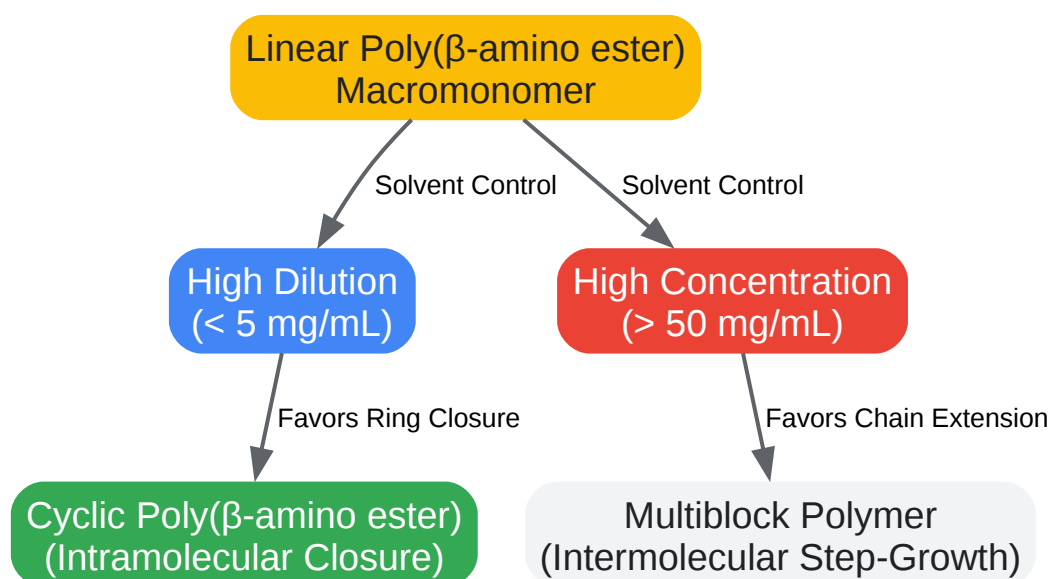 Linear Poly(β-amino ester)
Macromonomer
Solvent Control
Solvent Control
High Dilution
(< 5 mg/mL)
High Concentration
(> 50 mg/mL)
Favors Ring Closure
Favors Chain Extension
Cyclic Poly(β-amino ester)
(Intramolecular Closure)
Multiblock Polymer
(Intermolecular Step-Growth)